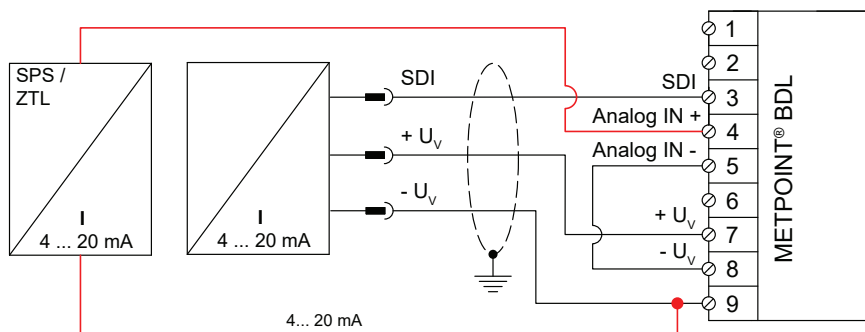 SPS /
ZTL
I
4 ... 20 mA
I
4 ... 20 mA
SDI
+ Uv
- Uv
4... 20 mA
SDI
Analog IN +
Analog IN -
+ Uv
- Uv
1
2
3
4
5
6
7
8
9
METPOINT® BDL